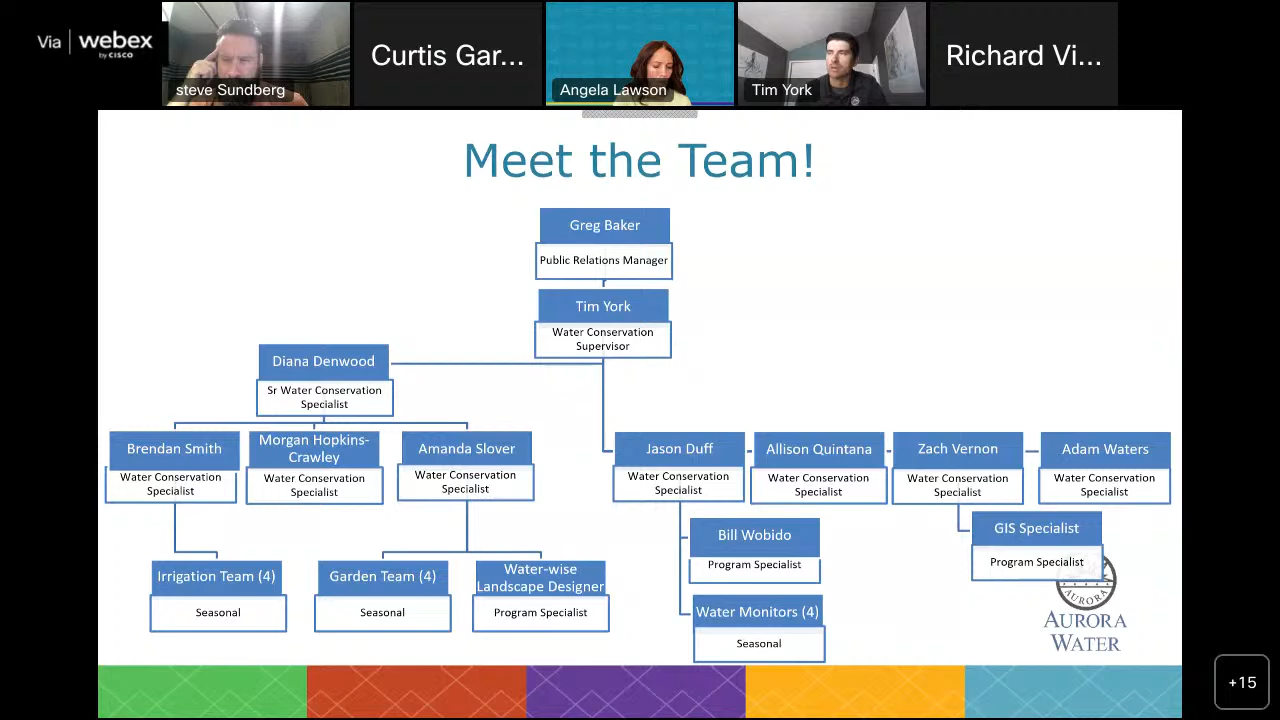 Via webex
by CISCO
steve Sundberg
Curtis Gar...
Angela Lawson
Tim York
Richard Vi...
Meet the Team!
Greg Baker
Public Relations Manager
Tim York
Water Conservation
Supervisor
Diana Denwood
Sr Water Conservation
Specialist
Brendan Smith
Water Conservation
Specialist
Morgan Hopkins-
Crawley
Water Conservation
Specialist
Amanda Slover
Water Conservation
Specialist
Jason Duff
Water Conservation
Specialist
Allison Quintana
Water Conservation
Specialist
Zach Vernon
Water Conservation
Specialist
Adam Waters
Water Conservation
Specialist
Irrigation Team (4)
Seasonal
Garden Team (4)
Seasonal
Water-wise
Landscape Designer
Program Specialist
Bill Wobido
Program Specialist
Water Monitors (4)
Seasonal
GIS Specialist
Program Specialist
AURORA
AURORA
WATER
+15